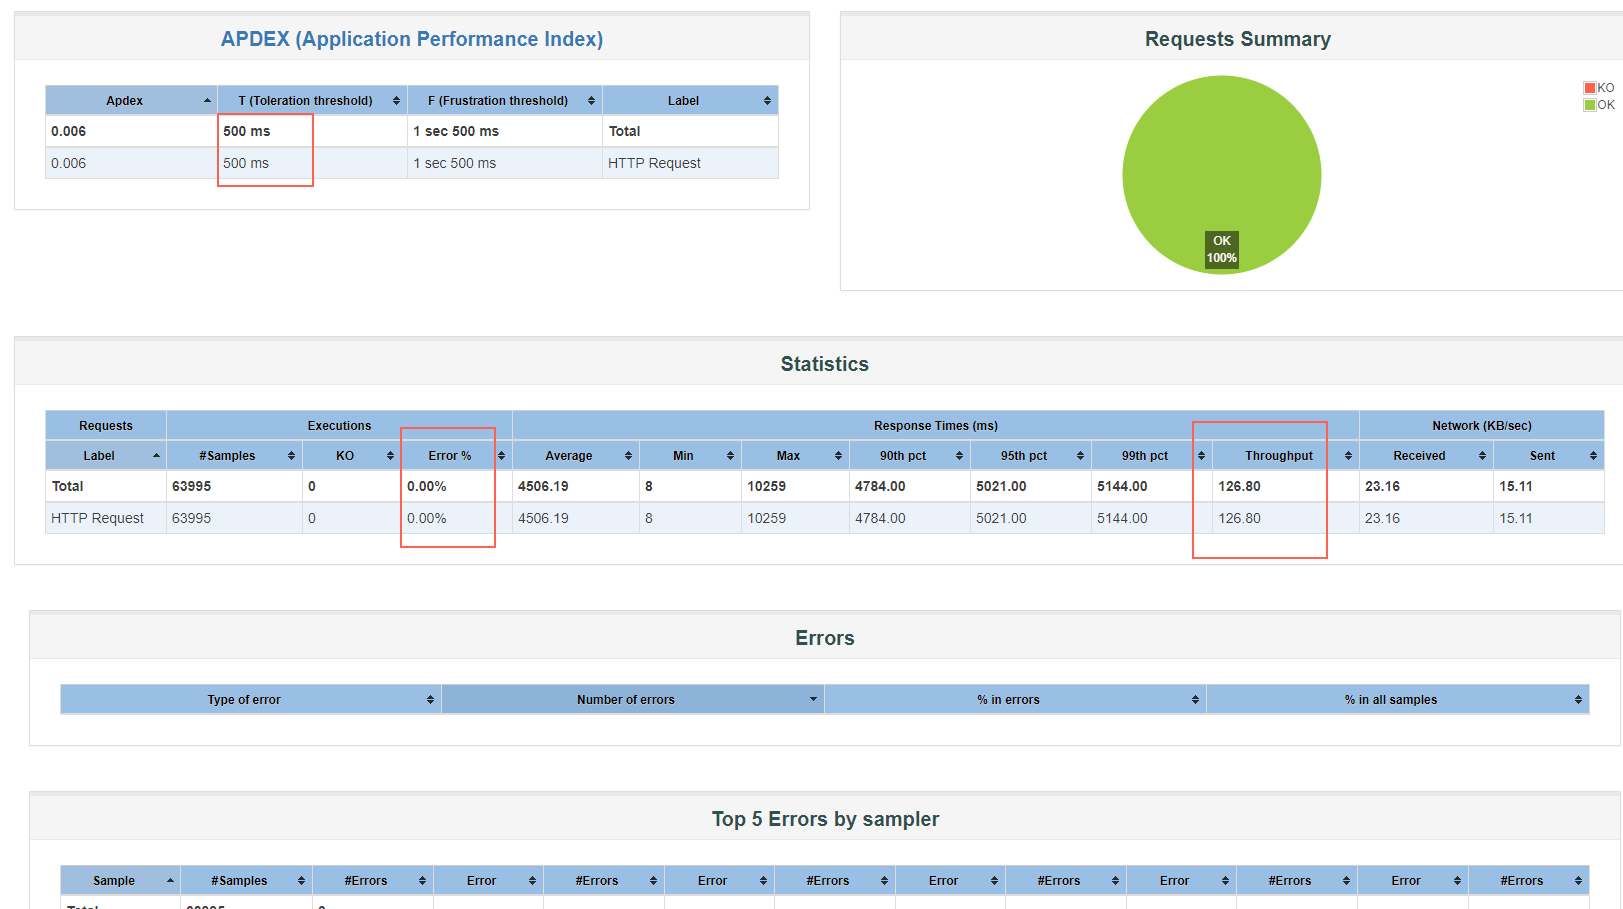 APDEX (Application Performance Index)
Apdex T (Toleration threshold) F (Frustration threshold) Label
0.006 500 ms 1 sec 500 ms Total
0.006 500 ms 1 sec 500 ms HTTP Request
Requests Summary
KO
OK
OK
100%
Statistics
Requests Executions Response Times (ms) Network (KB/sec)
Label #Samples KO Error % Average Min Max 90th pct 95th pct 99th pct Throughput Received Sent
Total 63995 0 0.00% 4506.19 8 10259 4784.00 5021.00 5144.00 126.80 23.16 15.11
HTTP Request 63995 0 0.00% 4506.19 8 10259 4784.00 5021.00 5144.00 126.80 23.16 15.11
Errors
Type of error Number of errors % in errors % in all samples
Top 5 Errors by sampler
Sample #Samples #Errors Error #Errors Error #Errors Error #Errors Error #Errors Error #Errors